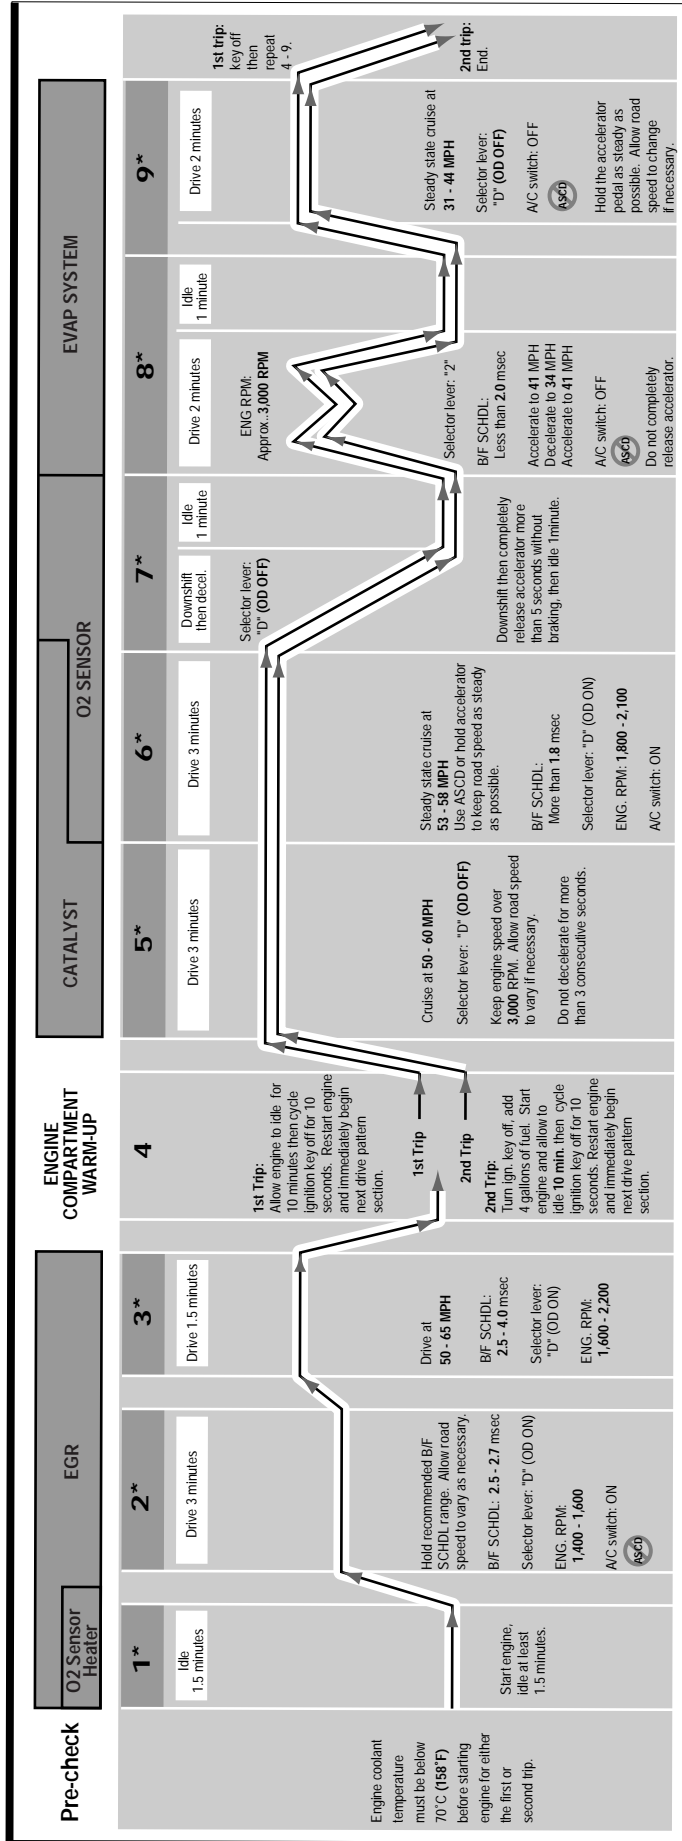 Pre-check
EGR
O2 Sensor
Heater
ENGINE
COMPARTMENT
WARM-UP
CATALYST
O2 SENSOR
EVAP SYSTEM
1*
2*
3*
4
5*
6*
7*
8*
9*
Idle
1.5 minutes
Drive 3 minutes
Drive 1.5 minutes
Drive 3 minutes
Drive 3 minutes
Downshift
then decel.
Idle
1 minute
Drive 2 minutes
Idle
1 minute
Drive 2 minutes
Engine coolant
temperature
must be below
70˚C (158˚F)
before starting
engine for either
the first or
second trip.
Start engine,
idle at least
1.5 minutes.
Hold recommended B/F
SCHDL range. Allow road
speed to vary as necessary.
B/F SCHDL: 2.5 - 2.7 msec
Selector lever: "D" (OD ON)
ENG. RPM:
1,400 - 1,600
A/C switch: ON
ASCD
Drive at
50 - 65 MPH
B/F SCHDL:
2.5 - 4.0 msec
Selector lever:
"D" (OD ON)
ENG. RPM:
1,600 - 2,200
1st Trip:
Allow engine to idle for
10 minutes then cycle
ignition key off for 10
seconds. Restart engine
and immediately begin
next drive pattern
section.
1st Trip
2nd Trip
2nd Trip:
Turn ign. key off, add
4 gallons of fuel. Start
engine and allow to
idle 10 min. then cycle
ignition key off for 10
seconds. Restart engine
and immediately begin
next drive pattern
section.
Cruise at 50 - 60 MPH
Selector lever: "D" (OD OFF)
Keep engine speed over
3,000 RPM. Allow road speed
to vary if necessary.
Do not decelerate for more
than 3 consecutive seconds.
Steady state cruise at
53 - 58 MPH
Use ASCD or hold accelerator
to keep road speed as steady
as possible.
B/F SCHDL:
More than 1.8 msec
Selector lever: "D" (OD ON)
ENG. RPM: 1,800 - 2,100
A/C switch: ON
Selector lever:
"D" (OD OFF)
Downshift then completely
release accelerator more
than 5 seconds without
braking, then idle 1minute.
ENG RPM:
Approx..3,000 RPM
Selector lever: "2"
B/F SCHDL:
Less than 2.0 msec
Accelerate to 41 MPH
Decelerate to 34 MPH
Accelerate to 41 MPH
A/C switch: OFF
ASCD
Do not completely
release accelerator.
Steady state cruise at
31 - 44 MPH
Selector lever:
"D" (OD OFF)
A/C switch: OFF
ASCD
Hold the accelerator
pedal as steady as
possible. Allow road
speed to change
if necessary.
1st trip:
key off
then
repeat
4 - 9.
2nd trip:
End.